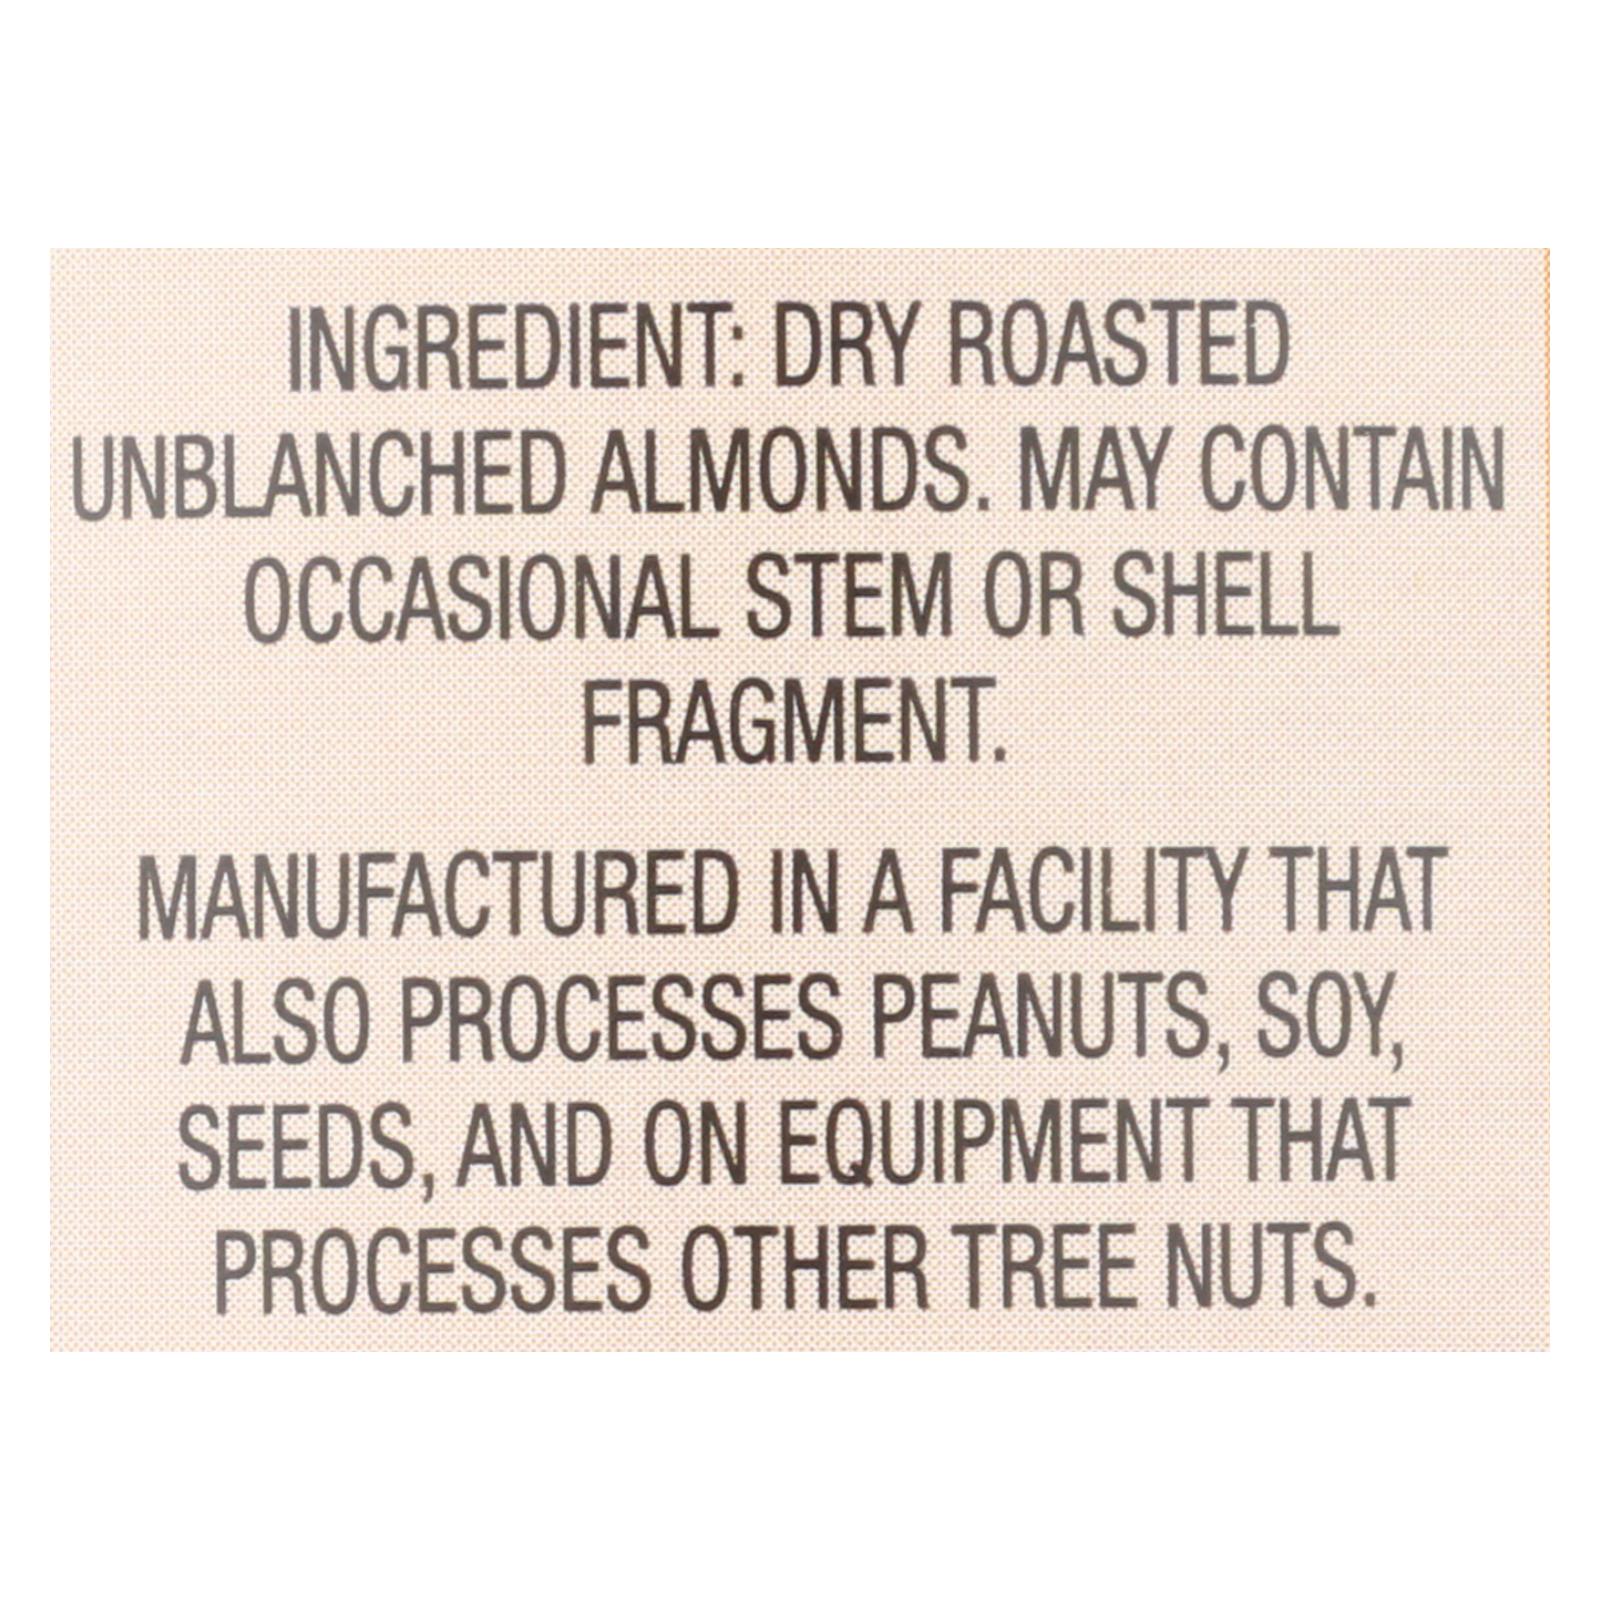 INGREDIENT: DRY ROASTED
UNBLANCHED ALMONDS. MAY CONTAIN
OCCASIONAL STEM OR SHELL
FRAGMENT.
MANUFACTURED IN A FACILITY THAT
ALSO PROCESSES PEANUTS, SOY,
SEEDS, AND ON EQUIPMENT THAT
PROCESSES OTHER TREE NUTS.